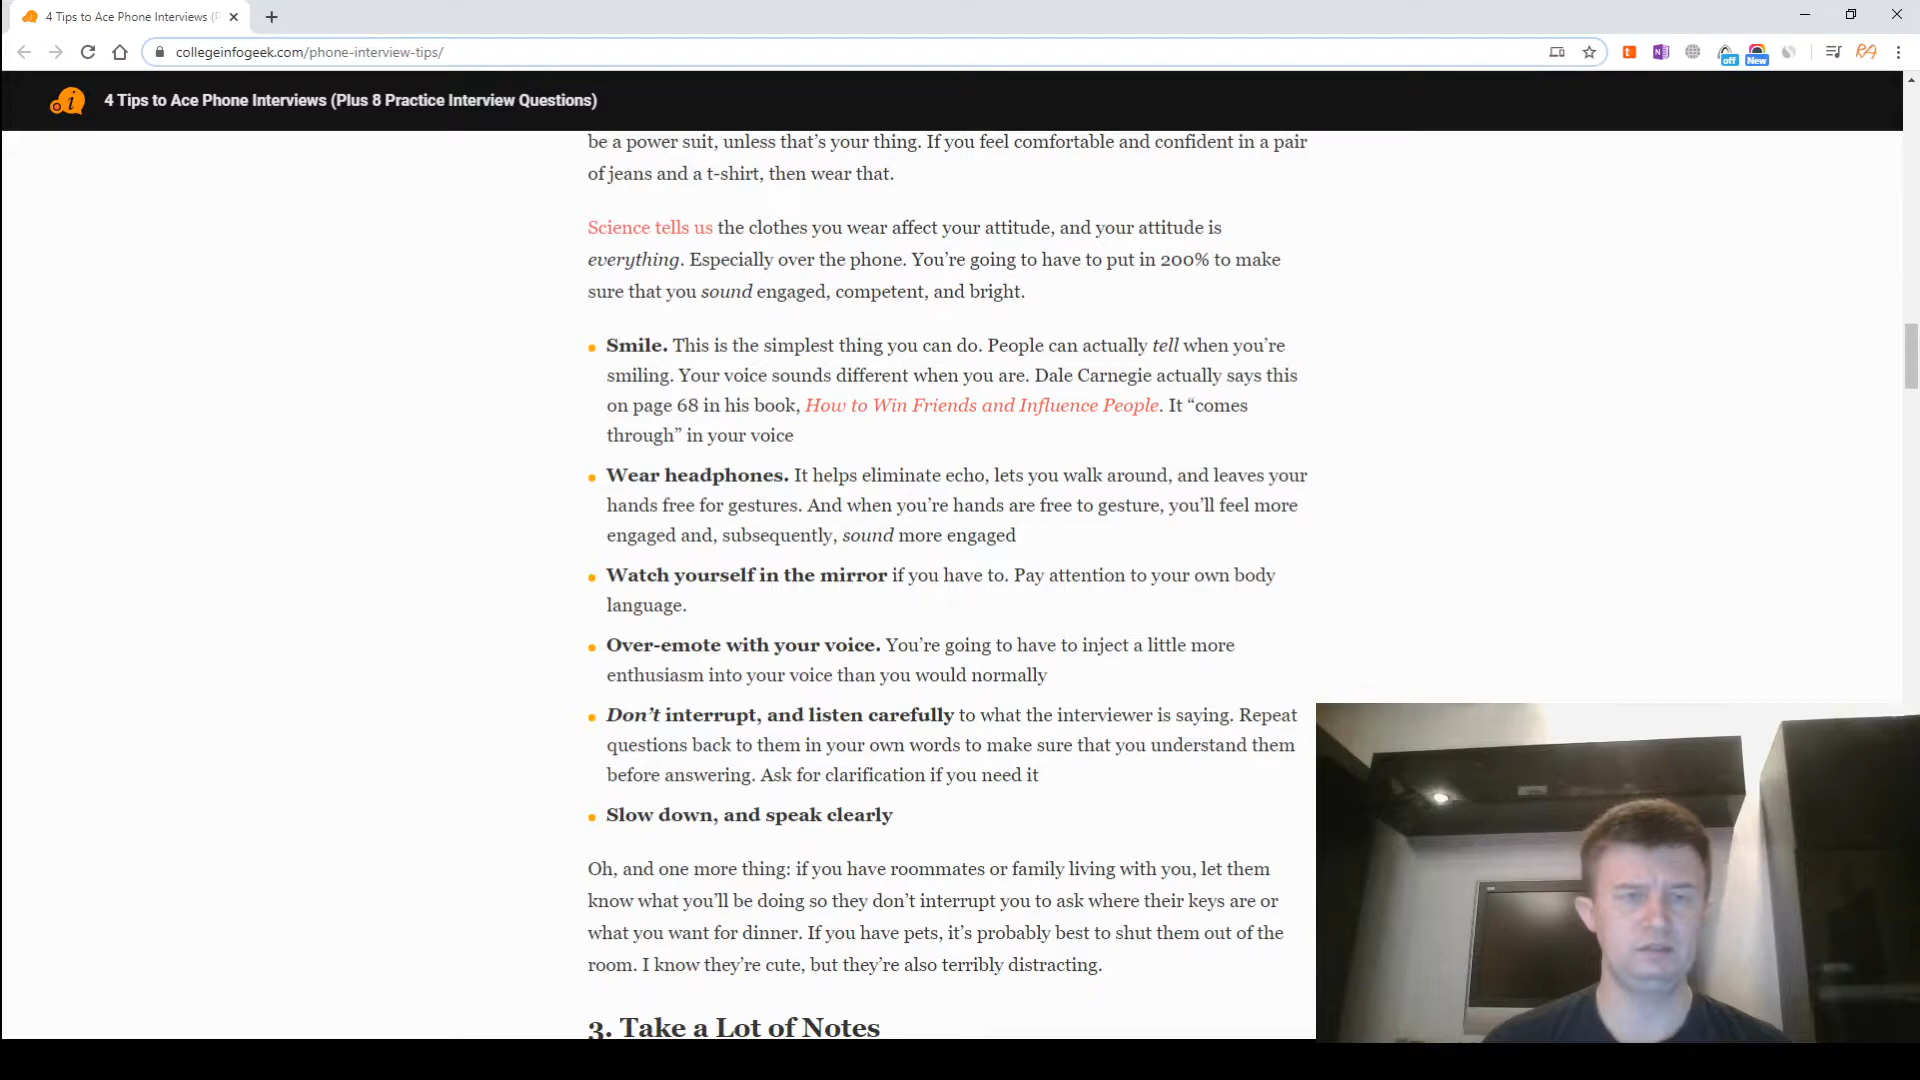 4 Tips to Ace Phone Interviews (P
collegeinfogeek.com/phone-interview-tips/
off
New
4 Tips to Ace Phone Interviews (Plus 8 Practice Interview Questions)
be a power suit, unless that’s your thing. If you feel comfortable and confident in a pair
of jeans and a t-shirt, then wear that.
Science tells us the clothes you wear affect your attitude, and your attitude is
everything. Especially over the phone. You’re going to have to put in 200% to make
sure that you sound engaged, competent, and bright.
Smile. This is the simplest thing you can do. People can actually tell when you’re
smiling. Your voice sounds different when you are. Dale Carnegie actually says this
on page 68 in his book, How to Win Friends and Influence People. It “comes
through” in your voice
Wear headphones. It helps eliminate echo, lets you walk around, and leaves your
hands free for gestures. And when you’re hands are free to gesture, you’ll feel more
engaged and, subsequently, sound more engaged
Watch yourself in the mirror if you have to. Pay attention to your own body
language.
Over-emote with your voice. You’re going to have to inject a little more
enthusiasm into your voice than you would normally
Don’t interrupt, and listen carefully to what the interviewer is saying. Repeat
questions back to them in your own words to make sure that you understand them
before answering. Ask for clarification if you need it
Slow down, and speak clearly
Oh, and one more thing: if you have roommates or family living with you, let them
know what you’ll be doing so they don’t interrupt you to ask where their keys are or
what you want for dinner. If you have pets, it’s probably best to shut them out of the
room. I know they’re cute, but they’re also terribly distracting.
3. Take a Lot of Notes